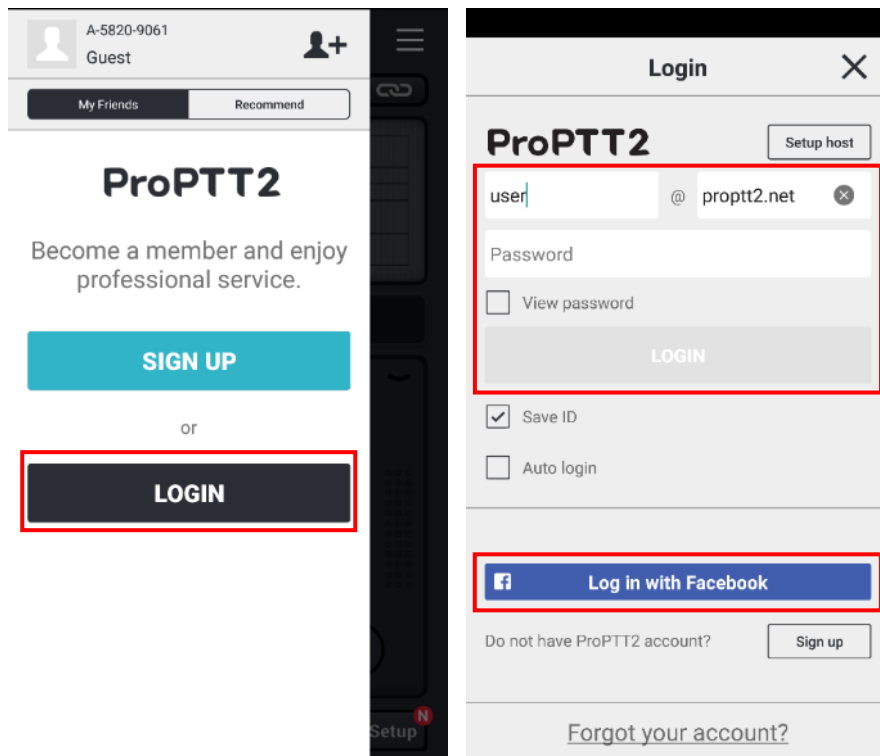 A-5820-9061
Guest
My Friends
Recommend
ProPTT2
Become a member and enjoy
professional service.
SIGN UP
or
LOGIN
Setup
N
Login
ProPTT2
Setup host
user @ proptt2.net
Password
View password
LOGIN
Save ID
Auto login
Log in with Facebook
Do not have ProPTT2 account?
Sign up
Forgot your account?